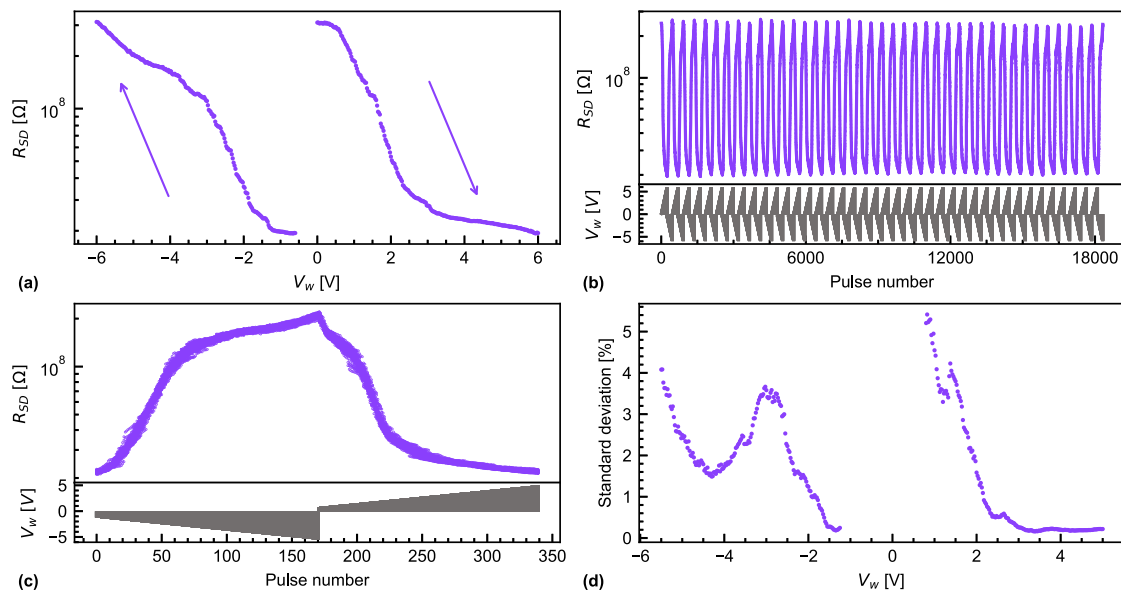 R_SD [Ω]
10^8
−6 −4 −2 0 2 4 6
(a)
V_w [V]
R_SD [Ω]
10^8
V_w [V]
5
0
−5
0 6000 12000 18000
(b)
Pulse number
R_SD [Ω]
10^8
V_w [V]
5
0
−5
0 50 100 150 200 250 300 350
(c)
Pulse number
Standard deviation [%]
5
4
3
2
1
0
−6 −4 −2 0 2 4
(d)
V_w [V]